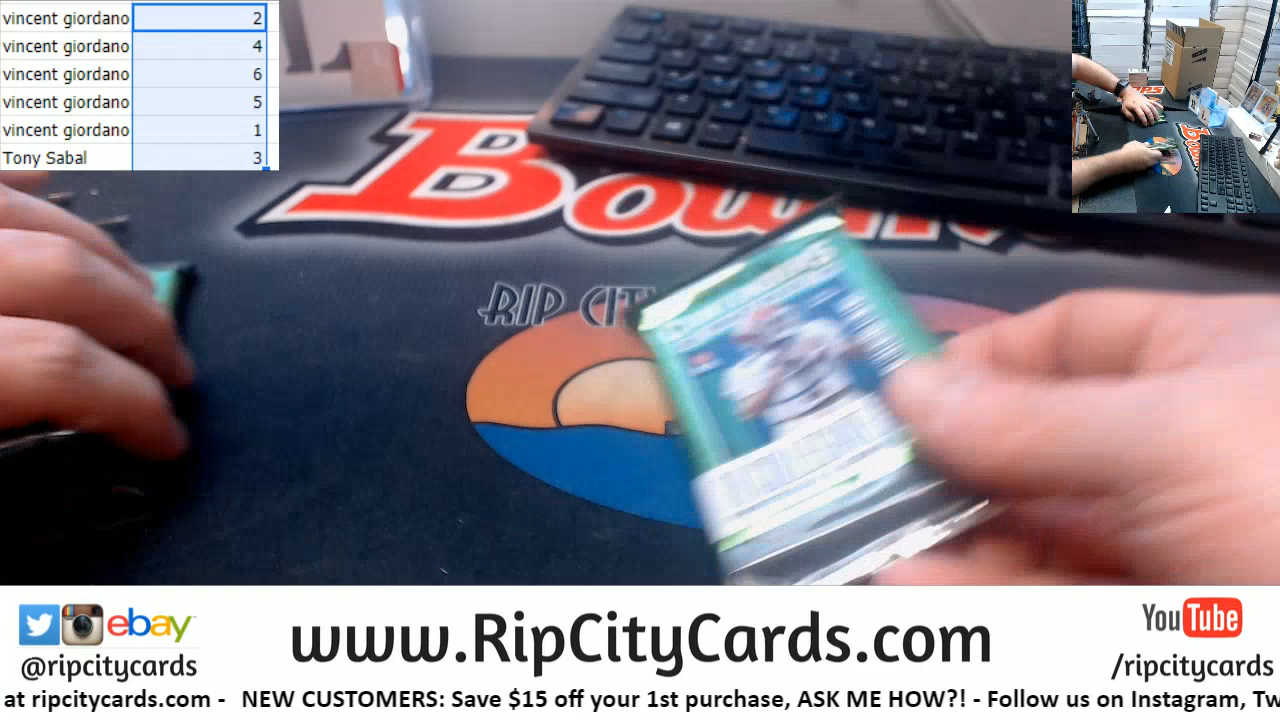 vincent giordano 2
vincent giordano 4
vincent giordano 6
vincent giordano 5
vincent giordano 1
Tony Sabal 3
RIP CIT
ebay
@ripcitycards
www.RipCityCards.com
YouTube
/ripcitycards
at ripcitycards.com - NEW CUSTOMERS: Save $15 off your 1st purchase, ASK ME HOW?! - Follow us on Instagram, Tw